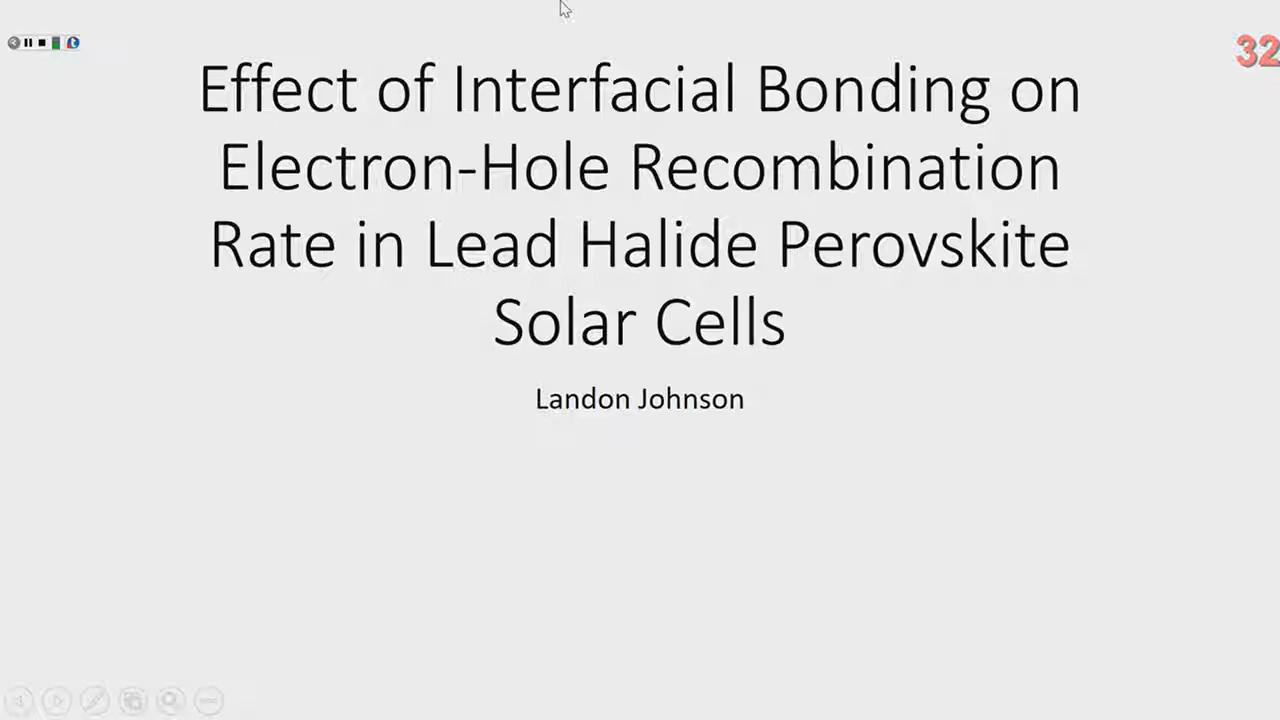 32
Effect of Interfacial Bonding on
Electron-Hole Recombination
Rate in Lead Halide Perovskite
Solar Cells
Landon Johnson